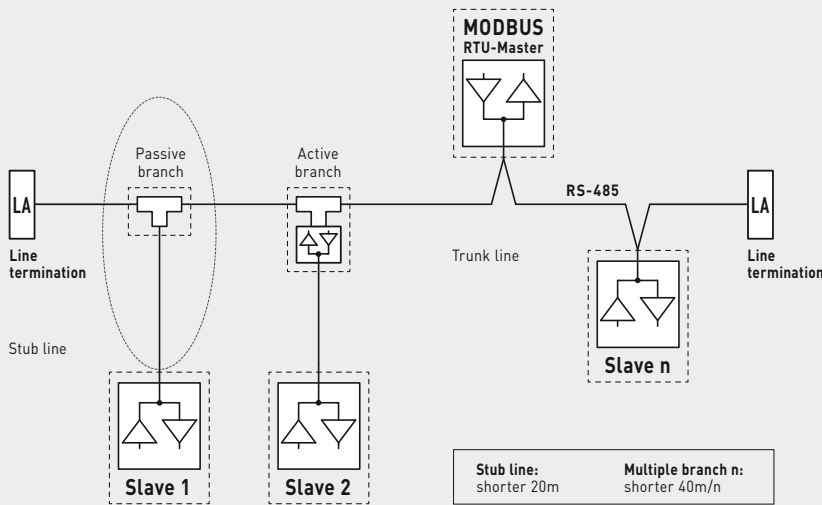 MODBUS
RTU-Master
Passive
branch
Active
branch
LA
RS-485
LA
Line
termination
Trunk line
Line
termination
Stub line
Slave n
Slave 1
Slave 2
Stub line:
shorter 20m
Multiple branch n:
shorter 40m/n